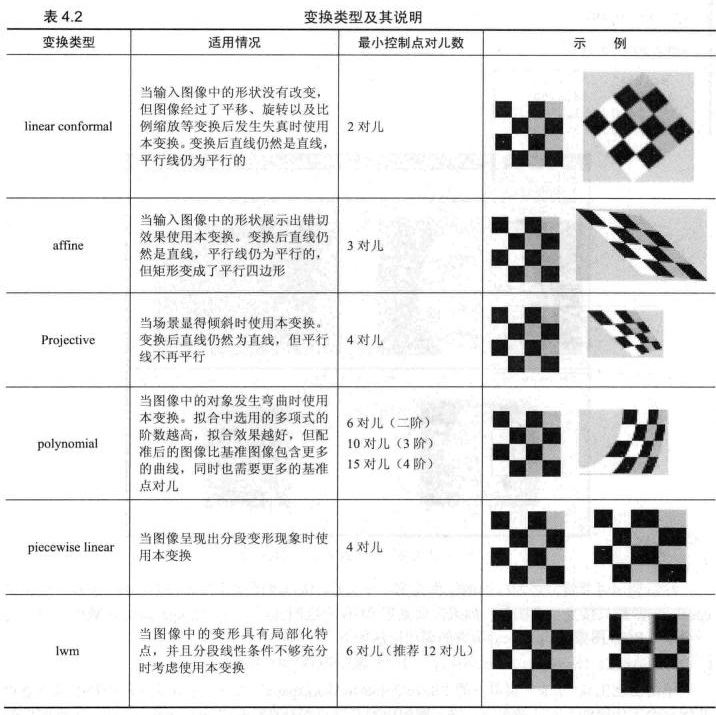 表 4.2 变换类型及其说明
变换类型 适用情况 最小控制点对儿数 示 例
linear conformal
当输入图像中的形状没有改变，
但图像经过了平移、旋转以及比
例缩放等变换后发生失真时使用
本变换。变换后直线仍然是直线，
平行线仍为平行的
2 对儿
affine
当输入图像中的形状展示出错切
效果使用本变换。变换后直线仍
然是直线，平行线仍为平行的，
但矩形变成了平行四边形
3 对儿
Projective
当场景显得倾斜时使用本变换。
变换后直线仍然为直线，但平行
线不再平行
4 对儿
polynomial
当图像中的对象发生弯曲时使用
本变换。拟合中选用的多项式的
阶数越高，拟合效果越好，但配
准后的图像比基准图像包含更多
的曲线，同时也需要更多的基准
点对儿
6 对儿（二阶）
10 对儿（3 阶）
15 对儿（4 阶）
piecewise linear
当图像呈现出分段变形现象时使
用本变换
4 对儿
lwm
当图像中的变形具有局部化特
点，并且分段线性条件不够充分
时考虑使用本变换
6 对儿（推荐 12 对儿）